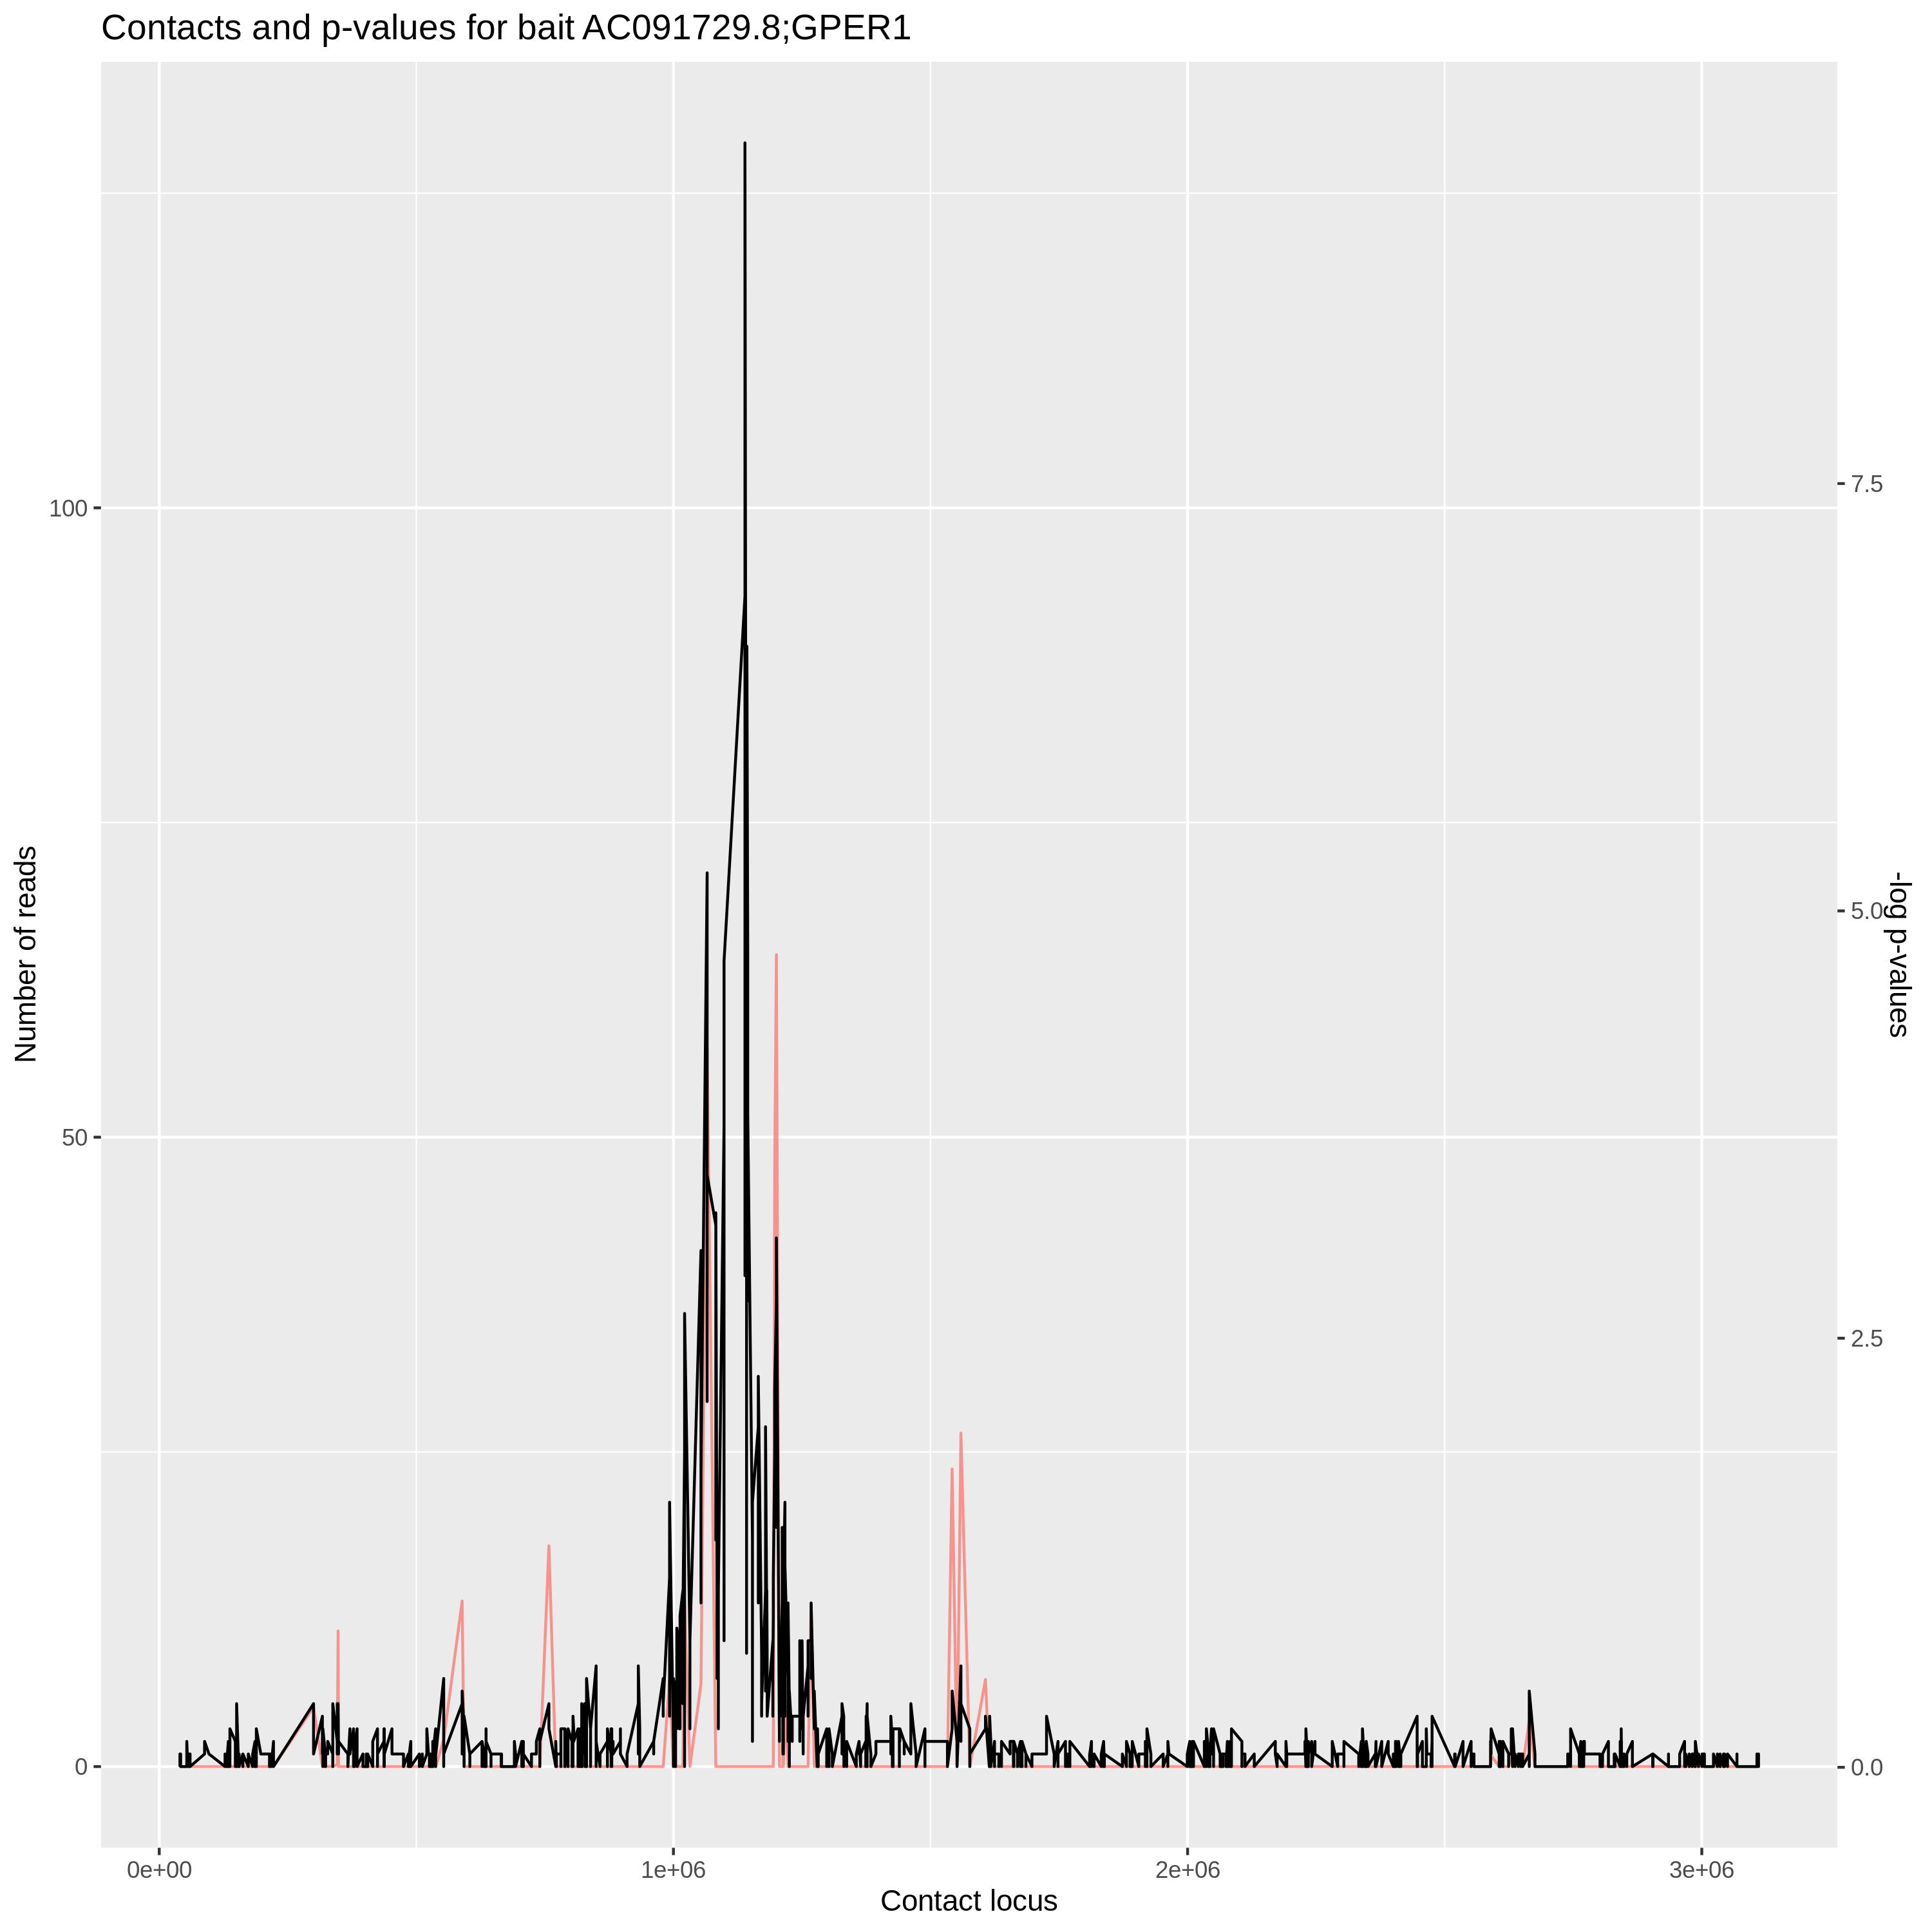 Contacts and p-values for bait AC091729.8;GPER1
Number of reads
100
50
0
7.5
5.0
2.5
0.0
-log p-values
0e+00
1e+06
2e+06
3e+06
Contact locus